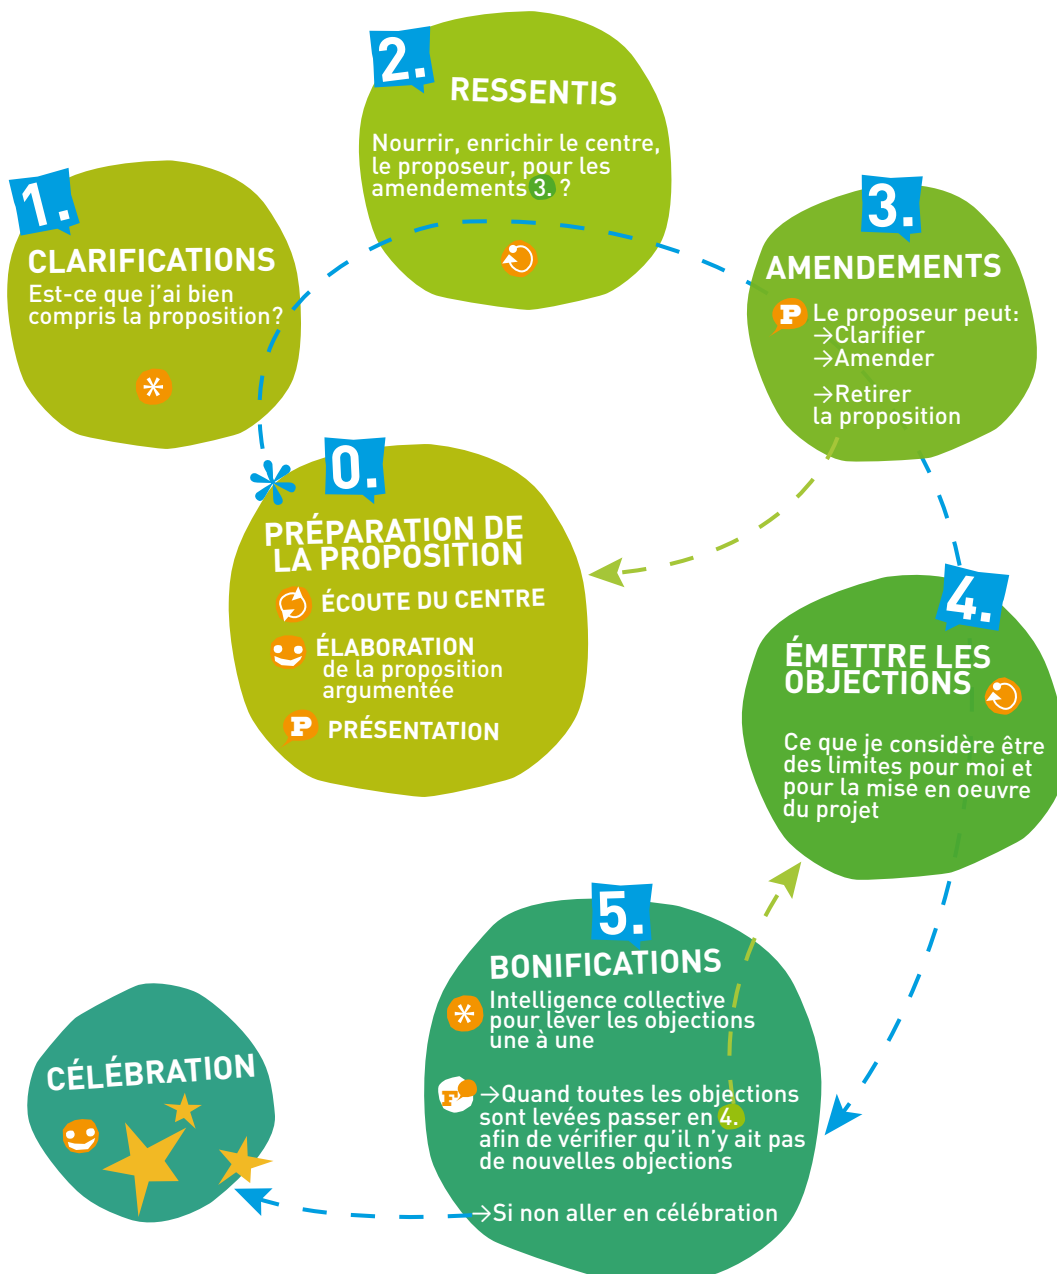 0.
PRÉPARATION DE
LA PROPOSITION
ÉCOUTE DU CENTRE
ÉLABORATION
de la proposition
argumentée
P
PRÉSENTATION
1.
CLARIFICATIONS
Est-ce que j'ai bien
compris la proposition?
*
2.
RESSENTIS
Nourrir, enrichir le centre,
le proposeur, pour les
amendements 3. ?
3.
AMENDEMENTS
P Le proposeur peut:
→Clarifier
→Amender
→Retirer
la proposition
4.
ÉMETTRE LES
OBJECTIONS
Ce que je considère être
des limites pour moi et
pour la mise en oeuvre
du projet
5.
BONIFICATIONS
* Intelligence collective
pour lever les objections
une à une
F →Quand toutes les objections
sont levées passer en 4.
afin de vérifier qu'il n'y ait pas
de nouvelles objections
→Si non aller en célébration
CÉLÉBRATION